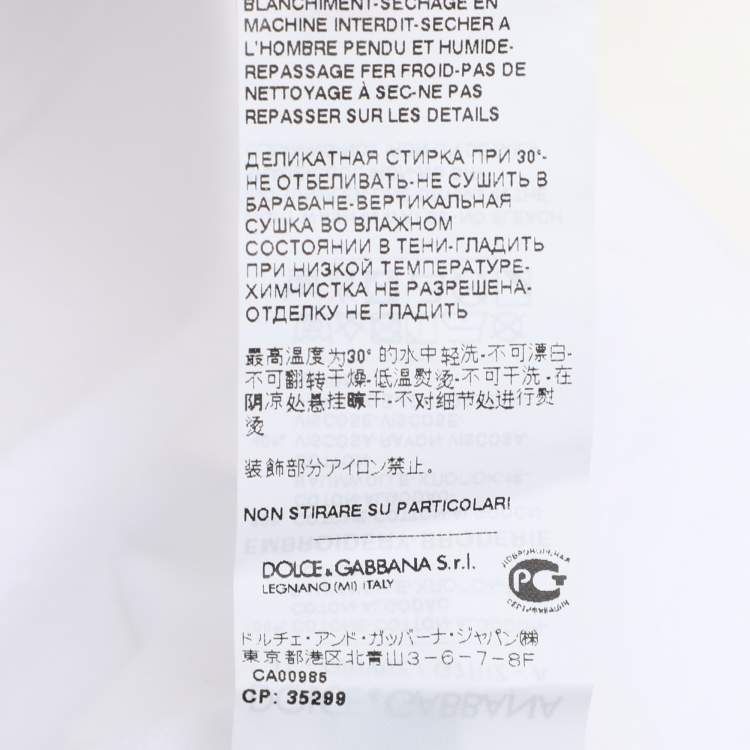 BLANCHIMENT-SÉCHAGE EN
MACHINE INTERDIT-SECHER A
L'HOMBRE PENDU ET HUMIDE-
REPASSAGE FER FROID-PAS DE
NETTOYAGE À SEC-NE PAS
REPASSER SUR LES DETAILS
ДЕЛИКАТНАЯ СТИРКА ПРИ 30°-
НЕ ОТБЕЛИВАТЬ-НЕ СУШИТЬ В
БАРАБАНЕ-ВЕРТИКАЛЬНАЯ
СУШКА ВО ВЛАЖНОМ
СОСТОЯНИИ В ТЕНИ-ГЛАДИТЬ
ПРИ НИЗКОЙ ТЕМПЕРАТУРЕ-
ХИМЧИСТКА НЕ РАЗРЕШЕНА-
ОТДЕЛКУ НЕ ГЛАДИТЬ
最高温度为30° 的水中轻洗-不可漂白-
不可翻转干燥-低温熨烫-不可干洗-在
阴凉处悬挂晾干-不对细节处进行熨
烫
装飾部分アイロン禁止。
NON STIRARE SU PARTICOLARI
DOLCE & GABBANA S.r.l.
LEGNANO (MI) ITALY
PCT
ДОБРОВОЛЬНАЯ
СЕРТИФИКАЦИЯ
ドルチェ・アンド・ガッバーナ・ジャパン㈱
東京都港区北青山3-6-7-8F
CA00985
CP: 35299